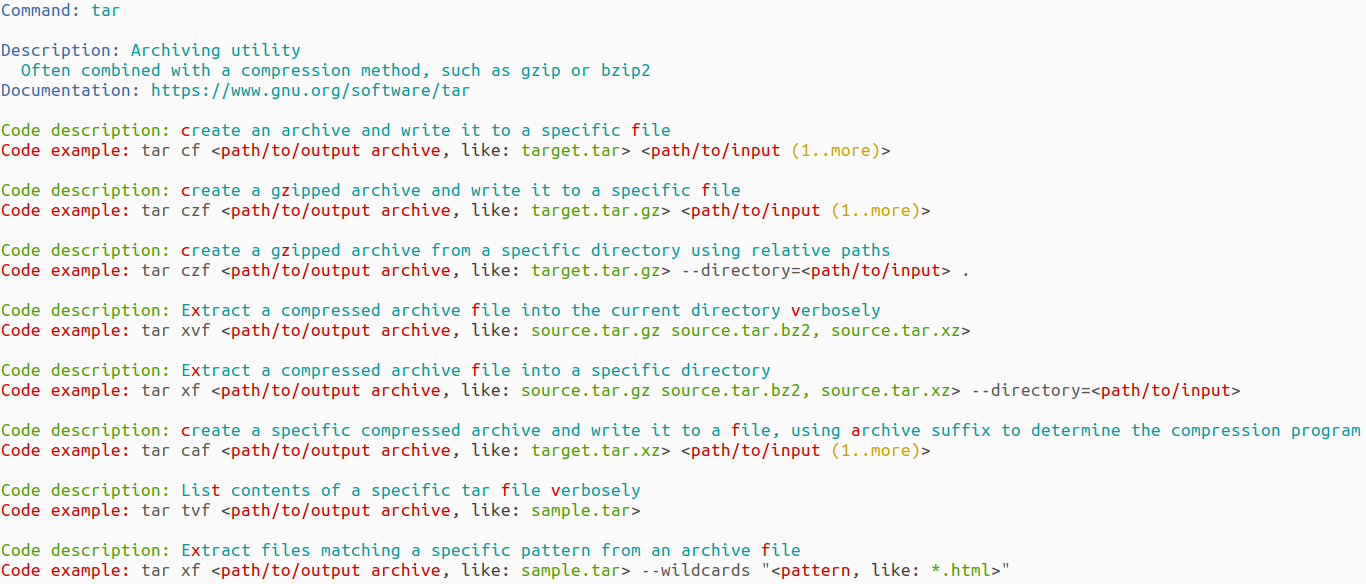 Command: tar
Description: Archiving utility
Often combined with a compression method, such as gzip or bzip2
Documentation: https://www.gnu.org/software/tar
Code description: create an archive and write it to a specific file
Code example: tar cf <path/to/output archive, like: target.tar> <path/to/input (1..more)>
Code description: create a gzipped archive and write it to a specific file
Code example: tar czf <path/to/output archive, like: target.tar.gz> <path/to/input (1..more)>
Code description: create a gzipped archive from a specific directory using relative paths
Code example: tar czf <path/to/output archive, like: target.tar.gz> --directory=<path/to/input> .
Code description: Extract a compressed archive file into the current directory verbosely
Code example: tar xvf <path/to/output archive, like: source.tar.gz source.tar.bz2, source.tar.xz>
Code description: Extract a compressed archive file into a specific directory
Code example: tar xf <path/to/output archive, like: source.tar.gz source.tar.bz2, source.tar.xz> --directory=<path/to/input>
Code description: create a specific compressed archive and write it to a file, using archive suffix to determine the compression program
Code example: tar caf <path/to/output archive, like: target.tar.xz> <path/to/input (1..more)>
Code description: List contents of a specific tar file verbosely
Code example: tar tvf <path/to/output archive, like: sample.tar>
Code description: Extract files matching a specific pattern from an archive file
Code example: tar xf <path/to/output archive, like: sample.tar> --wildcards "<pattern, like: *.html>"